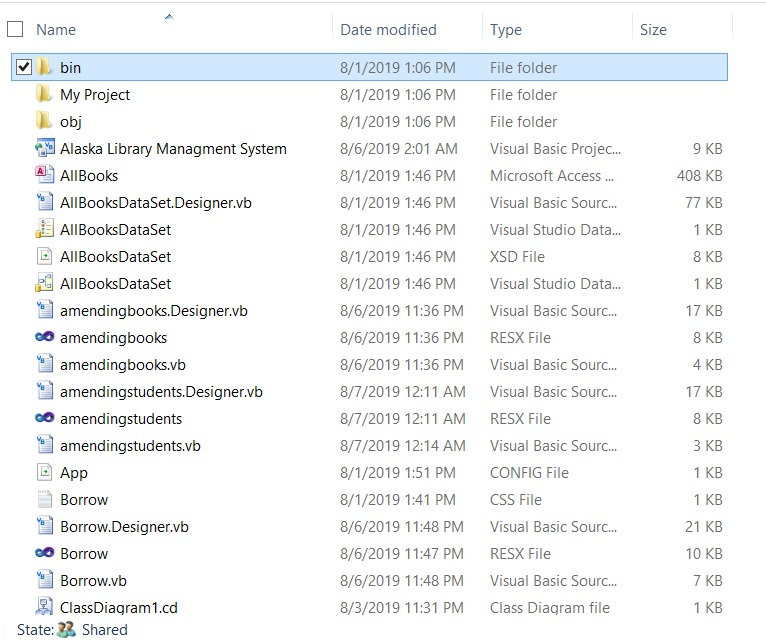 Name Date modified Type Size
bin 8/1/2019 1:06 PM File folder
My Project 8/1/2019 1:06 PM File folder
obj 8/1/2019 1:06 PM File folder
Alaska Library Managment System 8/6/2019 2:01 AM Visual Basic Projec... 9 KB
AllBooks 8/1/2019 1:46 PM Microsoft Access ... 408 KB
AllBooksDataSet.Designer.vb 8/1/2019 1:46 PM Visual Basic Sourc... 77 KB
AllBooksDataSet 8/1/2019 1:46 PM Visual Studio Data... 1 KB
AllBooksDataSet 8/1/2019 1:46 PM XSD File 8 KB
AllBooksDataSet 8/1/2019 1:46 PM Visual Studio Data... 1 KB
amendingbooks.Designer.vb 8/6/2019 11:36 PM Visual Basic Sourc... 17 KB
amendingbooks 8/6/2019 11:36 PM RESX File 8 KB
amendingbooks.vb 8/6/2019 11:36 PM Visual Basic Sourc... 4 KB
amendingstudents.Designer.vb 8/7/2019 12:11 AM Visual Basic Sourc... 17 KB
amendingstudents 8/7/2019 12:11 AM RESX File 8 KB
amendingstudents.vb 8/7/2019 12:14 AM Visual Basic Sourc... 3 KB
App 8/1/2019 1:51 PM CONFIG File 1 KB
Borrow 8/1/2019 1:41 PM CSS File 1 KB
Borrow.Designer.vb 8/6/2019 11:48 PM Visual Basic Sourc... 21 KB
Borrow 8/6/2019 11:47 PM RESX File 10 KB
Borrow.vb 8/6/2019 11:48 PM Visual Basic Sourc... 7 KB
ClassDiagram1.cd 8/3/2019 11:31 PM Class Diagram file 1 KB
State: Shared